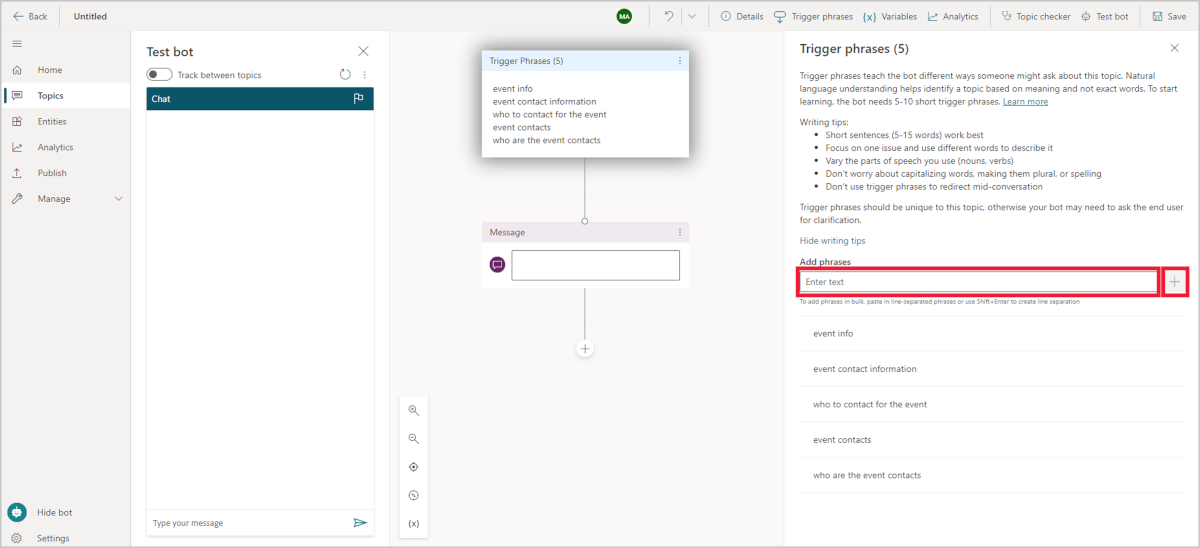 Back
Untitled
MA
Details
Trigger phrases
{x} Variables
Analytics
Topic checker
Test bot
Save
Home
Topics
Entities
Analytics
Publish
Manage
Hide bot
Settings
Test bot
Track between topics
Chat
Type your message
Trigger Phrases (5)
event info
event contact information
who to contact for the event
event contacts
who are the event contacts
Message
{x}
Trigger phrases (5)
Trigger phrases teach the bot different ways someone might ask about this topic. Natural
language understanding helps identify a topic based on meaning and not exact words. To start
learning, the bot needs 5-10 short trigger phrases. Learn more
Writing tips:
• Short sentences (5-15 words) work best
• Focus on one issue and use different words to describe it
• Vary the parts of speech you use (nouns, verbs)
• Don't worry about capitalizing words, making them plural, or spelling
• Don't use trigger phrases to redirect mid-conversation
Trigger phrases should be unique to this topic, otherwise your bot may need to ask the end user
for clarification.
Hide writing tips
Add phrases
Enter text
To add phrases in bulk, paste in line-separated phrases or use Shift+Enter to create line separation
event info
event contact information
who to contact for the event
event contacts
who are the event contacts